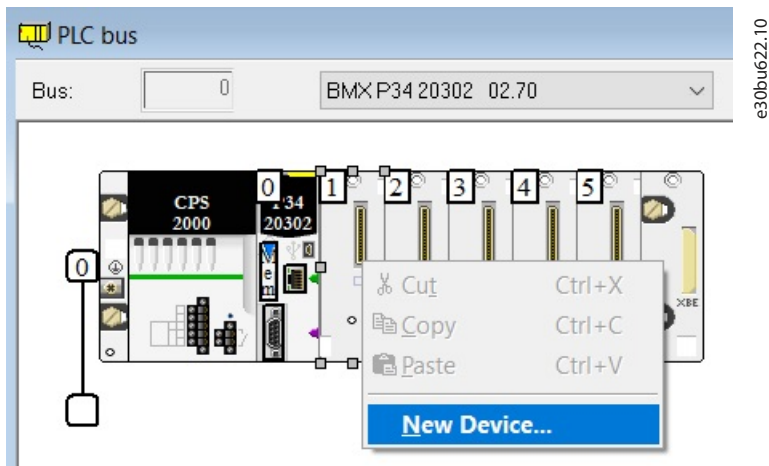 PLC bus
Bus: 0 BMX P34 20302 02.70
e30bu622.10
CPS
2000
0
P34
20302
1 2 3 4 5
0
Mem
XBE
Cut Ctrl+X
Copy Ctrl+C
Paste Ctrl+V
New Device...